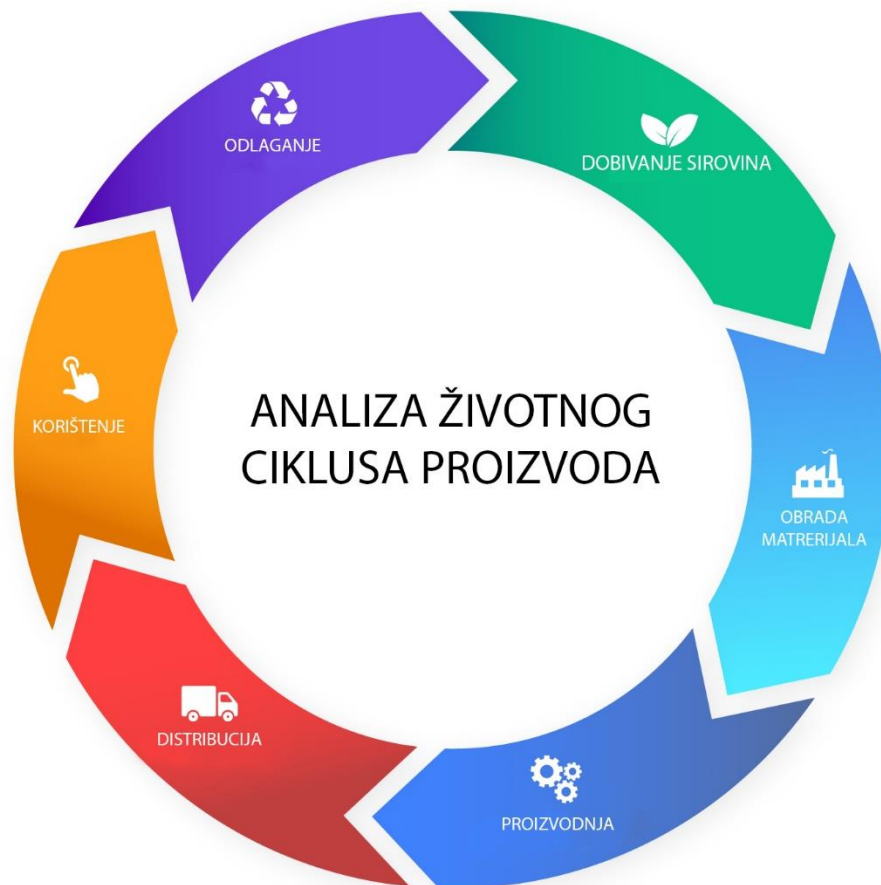 ANALIZA ŽIVOTNOG
CIKLUSA PROIZVODA
DOBIVANJE SIROVINA
OBRADA
MATRERIJALA
PROIZVODNJA
DISTRIBUCIJA
KORIŠTENJE
ODLAGANJE